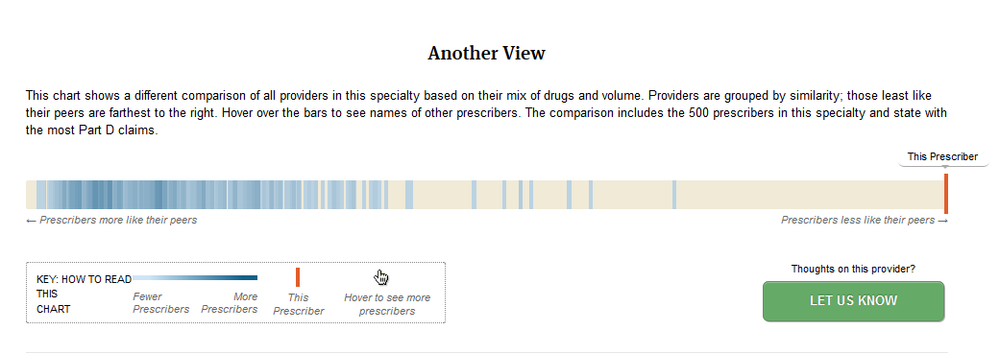 Another View
This chart shows a different comparison of all providers in this specialty based on their mix of drugs and volume. Providers are grouped by similarity; those least like
their peers are farthest to the right. Hover over the bars to see names of other prescribers. The comparison includes the 500 prescribers in this specialty and state with
the most Part D claims.
This Prescriber
← Prescribers more like their peers
Prescribers less like their peers →
KEY: HOW TO READ
THIS
CHART
Fewer
Prescribers
More
Prescribers
This
Prescriber
Hover to see more
prescribers
Thoughts on this provider?
LET US KNOW